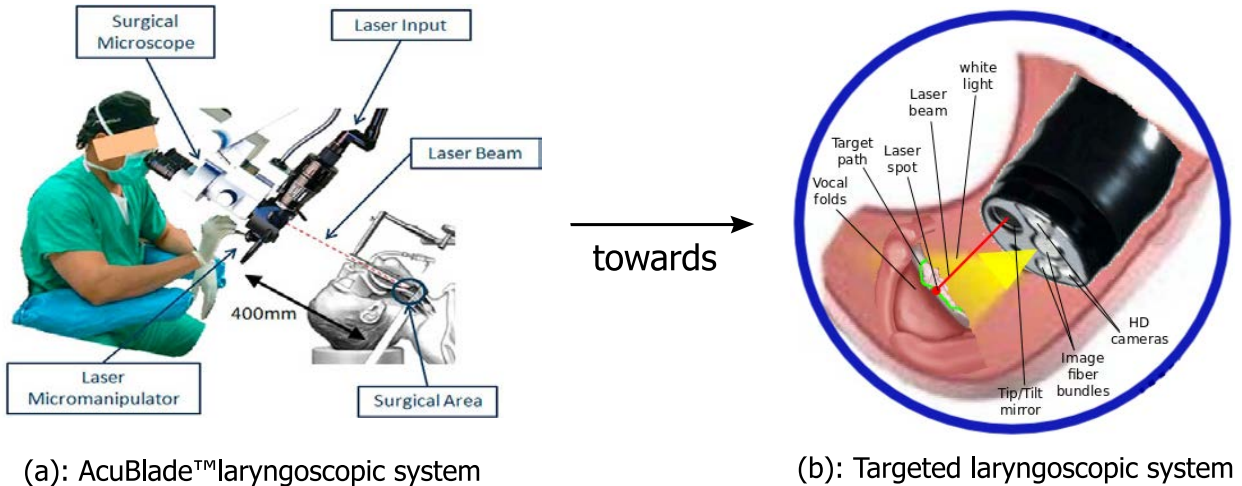 Surgical
Microscope
Laser Input
Laser Beam
400mm
Laser
Micromanipulator
Surgical Area
(a): AcuBlade™laryngoscopic system
towards
white
light
Laser
beam
Target
path
Laser
spot
Vocal
folds
HD
cameras
Image
fiber
bundles
Tip/Tilt
mirror
(b): Targeted laryngoscopic system